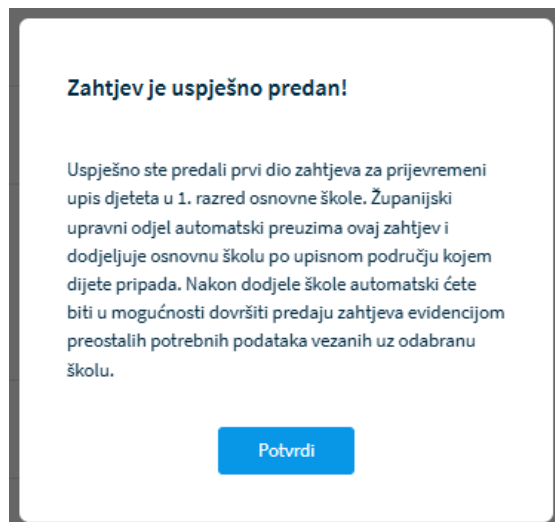 Zahtjev je uspješno predan!
Uspješno ste predali prvi dio zahtjeva za prijevremeni
upis djeteta u 1. razred osnovne škole. Županijski
upravni odjel automatski preuzima ovaj zahtjev i
dodjeljuje osnovnu školu po upisnom području kojem
dijete pripada. Nakon dodjele škole automatski ćete
biti u mogućnosti dovršiti predaju zahtjeva evidencijom
preostalih potrebnih podataka vezanih uz odabranu
školu.
Potvrdi